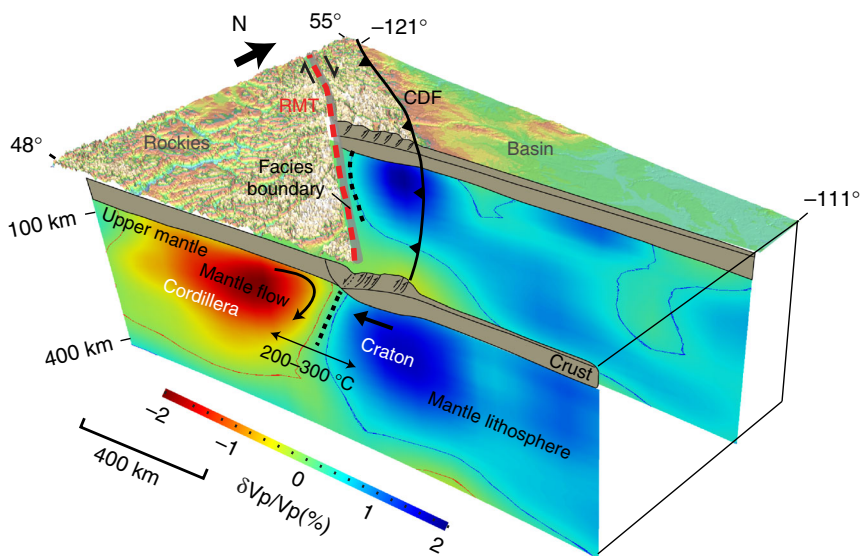 N
55°
–121°
RMT
CDF
Rockies
Basin
48°
Facies
boundary
–111°
100 km
Upper mantle
Mantle flow
Cordillera
400 km
200–300 °C
Craton
Crust
Mantle lithosphere
–2
–1
0
1
2
400 km
δVp/Vp(%)